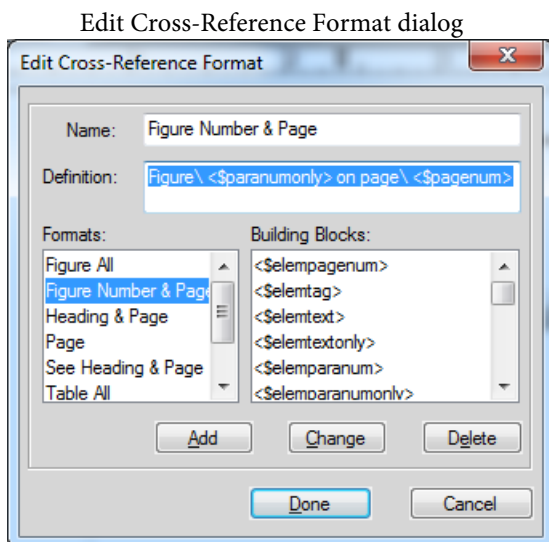 Edit Cross-Reference Format dialog
Edit Cross-Reference Format
Name: Figure Number & Page
Definition: Figure\ <$paranumonly> on page\ <$pagenum>
Formats: Building Blocks:
Figure All <$elempagenum>
Figure Number & Page <$elemtag>
Heading & Page <$elemtext>
Page <$elemtextonly>
See Heading & Page <$elemparanum>
Table All <$elemparanumonly>
Add Change Delete
Done Cancel